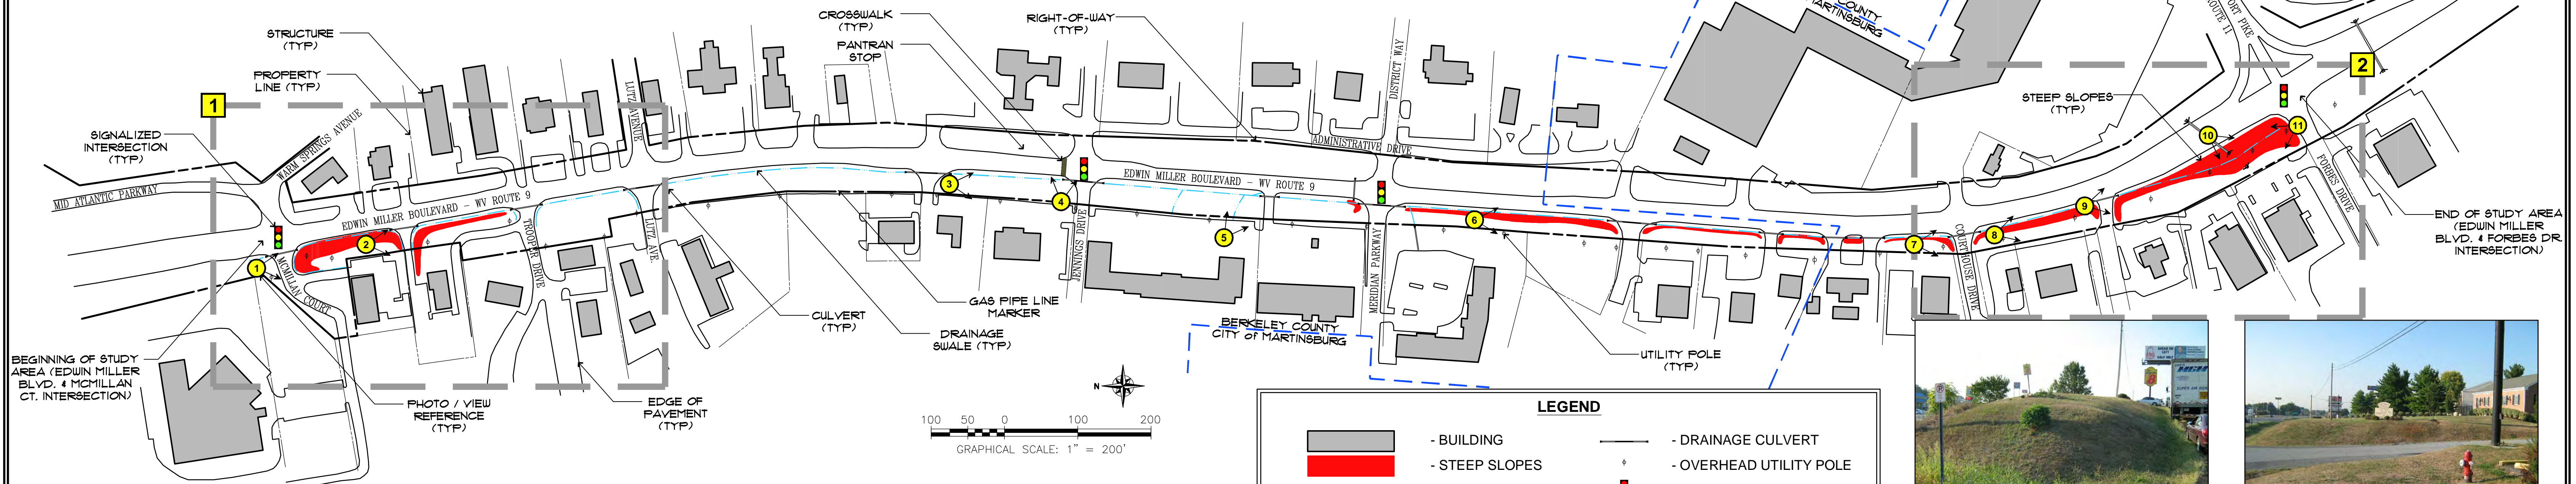 STRUCTURE
(TYP)
PROPERTY
LINE (TYP)
SIGNALIZED
INTERSECTION
(TYP)
1
WARM SPRINGS AVENUE
MID ATLANTIC PARKWAY
LUTZ AVENUE
CROSSWALK
(TYP)
PANTRAN
STOP
RIGHT-OF-WAY
(TYP)
DISTRICT WAY
ADMINISTRATIVE DRIVE
COUNTY
MARTINSBURG
ROUTE 11
PORT PIKE
2
STEEP SLOPES
(TYP)
EDWIN MILLER BOULEVARD - WV ROUTE 9
EDWIN MILLER BOULEVARD - WV ROUTE 9
1
2
3
4
5
6
7
8
9
10
11
MCMILLAN COURT
TROOPER DRIVE
LUTZ AVE.
JENNINGS DRIVE
MERIDIAN PARKWAY
COURTHOUSE DRIVE
FORBES DRIVE
END OF STUDY AREA
(EDWIN MILLER
BLVD. & FORBES DR.
INTERSECTION)
BEGINNING OF STUDY
AREA (EDWIN MILLER
BLVD. & MCMILLAN
CT. INTERSECTION)
PHOTO / VIEW
REFERENCE
(TYP)
EDGE OF
PAVEMENT
(TYP)
CULVERT
(TYP)
DRAINAGE
SWALE (TYP)
GAS PIPE LINE
MARKER
BERKELEY COUNTY
CITY of MARTINSBURG
UTILITY POLE
(TYP)
N
100 50 0 100 200
GRAPHICAL SCALE: 1" = 200'
LEGEND
- BUILDING
- DRAINAGE CULVERT
- STEEP SLOPES
- OVERHEAD UTILITY POLE